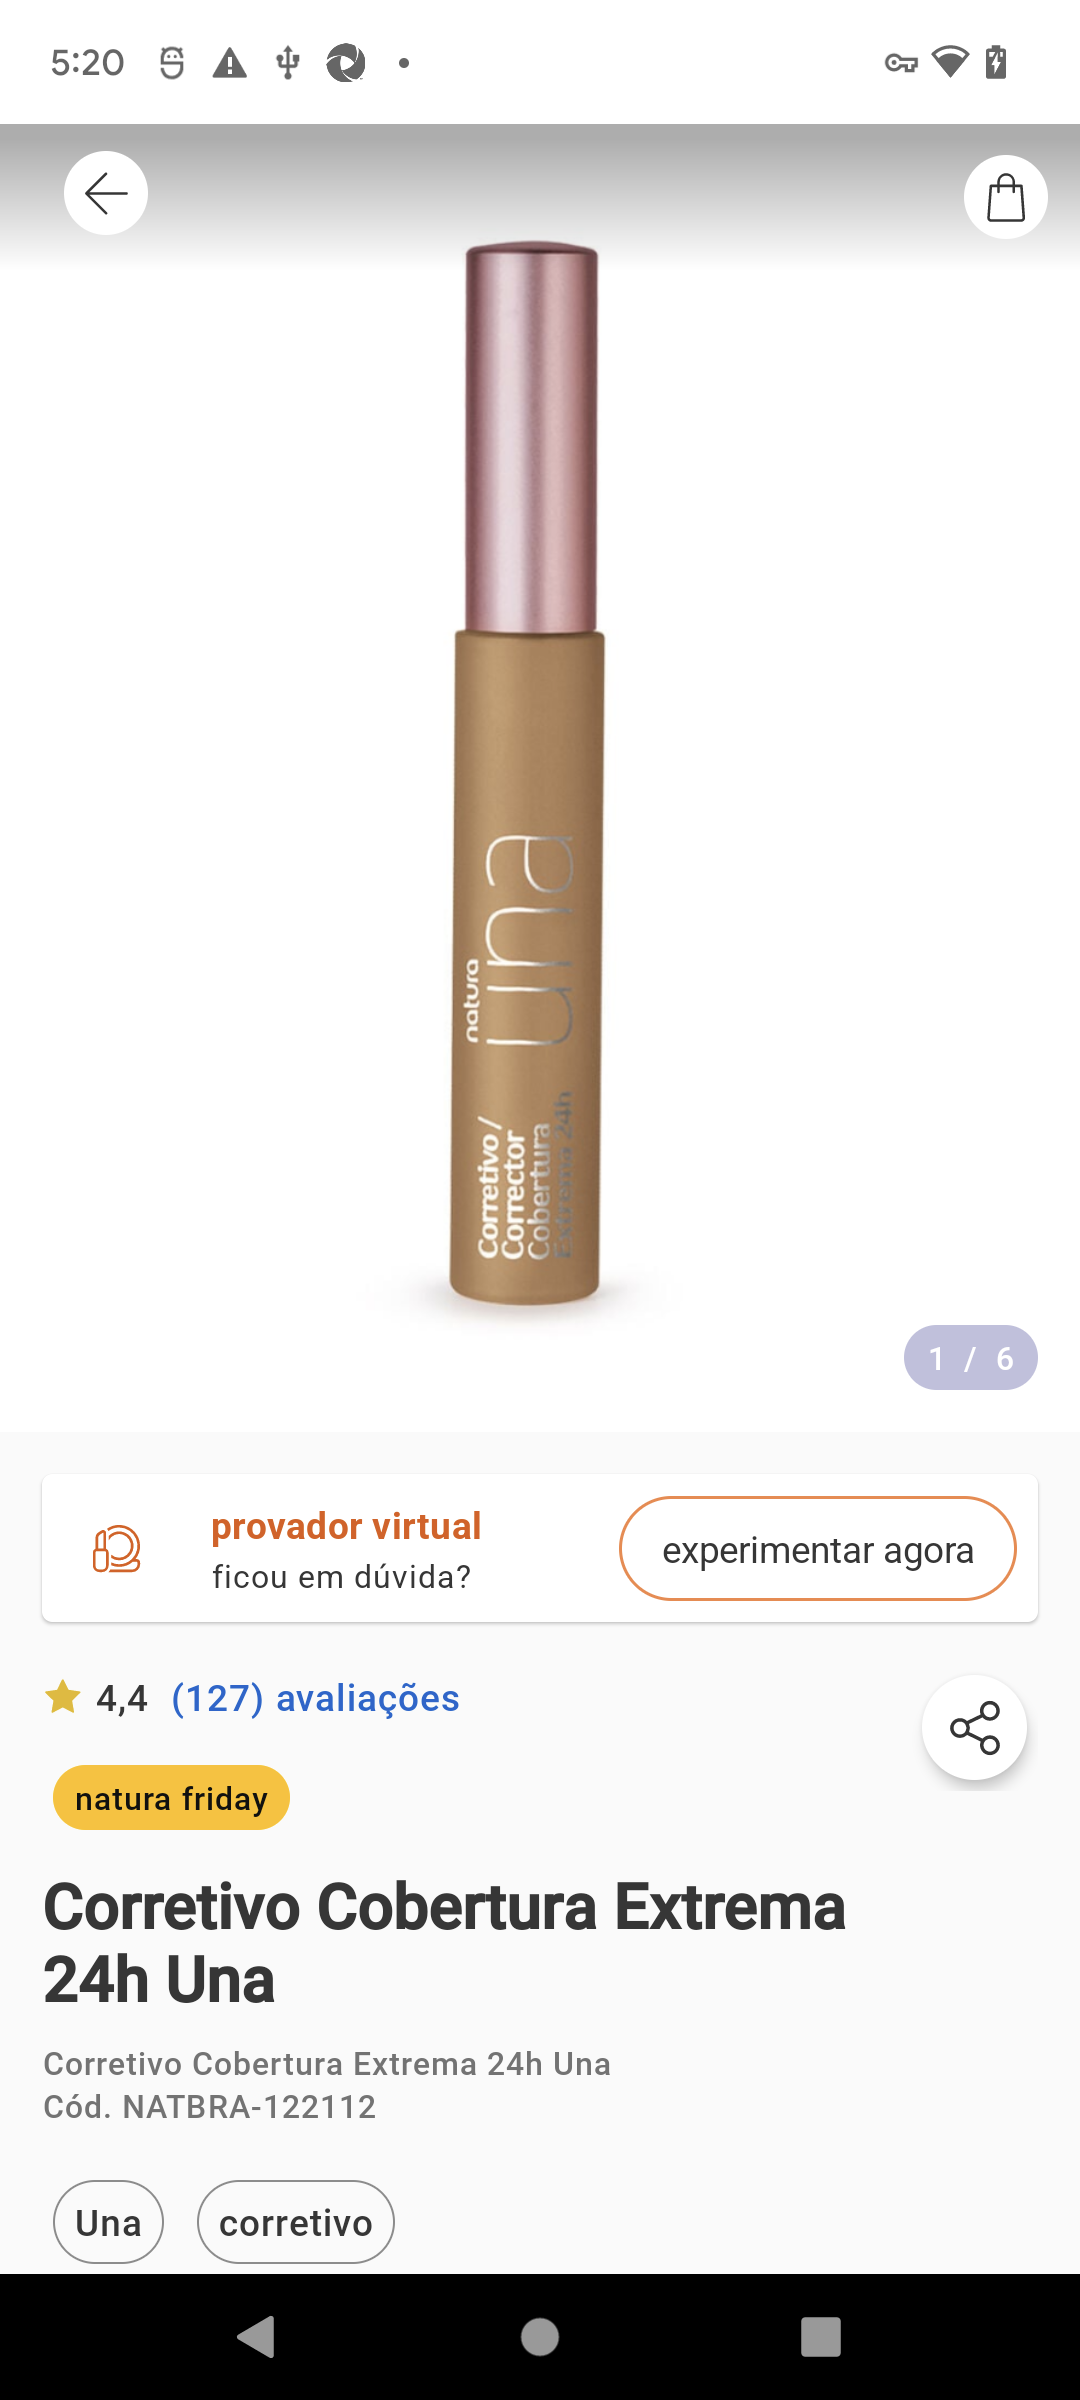 5:20
natura
una
Corretivo /
Corrector
Cobertura
Extrema 24h
1 / 6
provador virtual
ficou em dúvida?
experimentar agora
4,4 (127) avaliações
natura friday
Corretivo Cobertura Extrema
24h Una
Corretivo Cobertura Extrema 24h Una
Cód. NATBRA-122112
Una corretivo